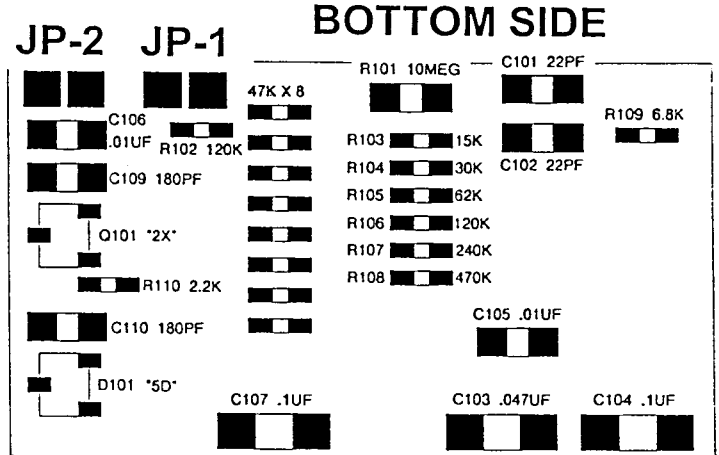 BOTTOM SIDE
JP-2 JP-1
R101 10MEG
C101 22PF
47K X 8
C106
.01UF
R102 120K
R109 6.8K
R103 15K
C102 22PF
R104 30K
C109 180PF
R105 62K
R106 120K
Q101 "2X"
R107 240K
R108 470K
R110 2.2K
C105 .01UF
C110 180PF
D101 "5D"
C107 .1UF
C103 .047UF
C104 .1UF